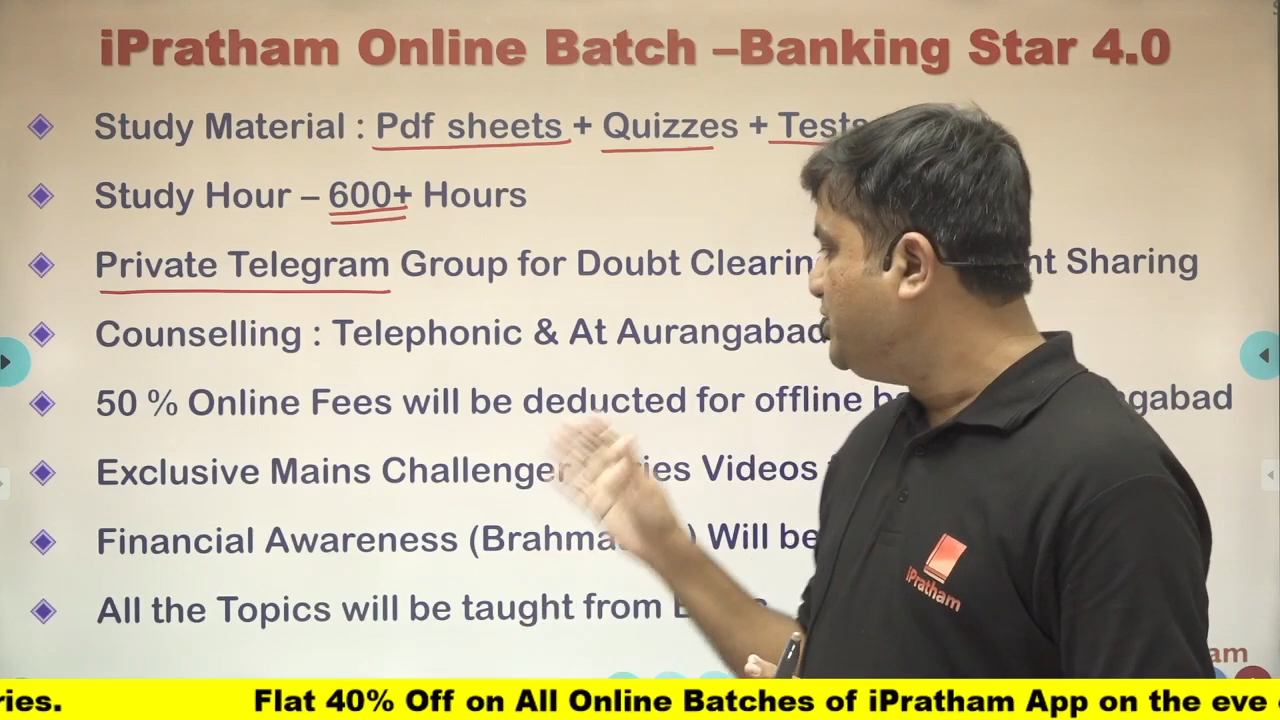 iPratham Online Batch –Banking Star 4.0
Study Material : Pdf sheets + Quizzes + Tests
Study Hour – 600+ Hours
Private Telegram Group for Doubt Clearin nt Sharing
Counselling : Telephonic & At Aurangabad
50 % Online Fees will be deducted for offline ba ngabad
Exclusive Mains Challenger ries Videos
Financial Awareness (Brahma ) Will be
All the Topics will be taught from
iPratham
am
ries. Flat 40% Off on All Online Batches of iPratham App on the eve